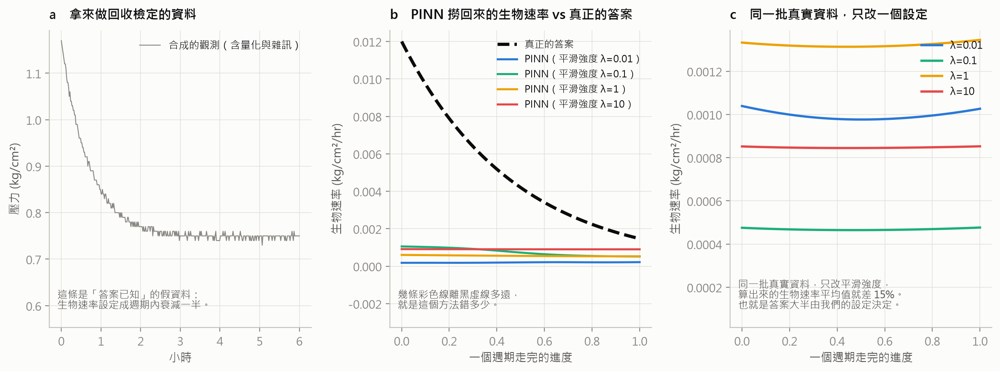 a 拿來做回收檢定的資料
合成的觀測（含量化與雜訊）
1.1
1.0
0.9
0.8
0.7
0.6
壓力 (kg/cm²)
這條是「答案已知」的假資料：
生物速率設定成週期內衰減一半。
0 1 2 3 4 5 6
小時
b PINN 撈回來的生物速率 vs 真正的答案
真正的答案
PINN（平滑強度 λ=0.01）
PINN（平滑強度 λ=0.1）
PINN（平滑強度 λ=1）
PINN（平滑強度 λ=10）
0.012
0.010
0.008
0.006
0.004
0.002
0.000
-0.002
生物速率 (kg/cm²/hr)
幾條彩色線離黑虛線多遠，
就是這個方法錯多少。
0.0 0.2 0.4 0.6 0.8 1.0
一個週期走完的進度
c 同一批真實資料，只改一個設定
λ=0.01
λ=0.1
λ=1
λ=10
0.0012
0.0010
0.0008
0.0006
0.0004
0.0002
生物速率 (kg/cm²/hr)
同一批真實資料，只改平滑強度，
算出來的生物速率平均值就差 15%。
也就是答案大半由我們的設定決定。
0.0 0.2 0.4 0.6 0.8 1.0
一個週期走完的進度